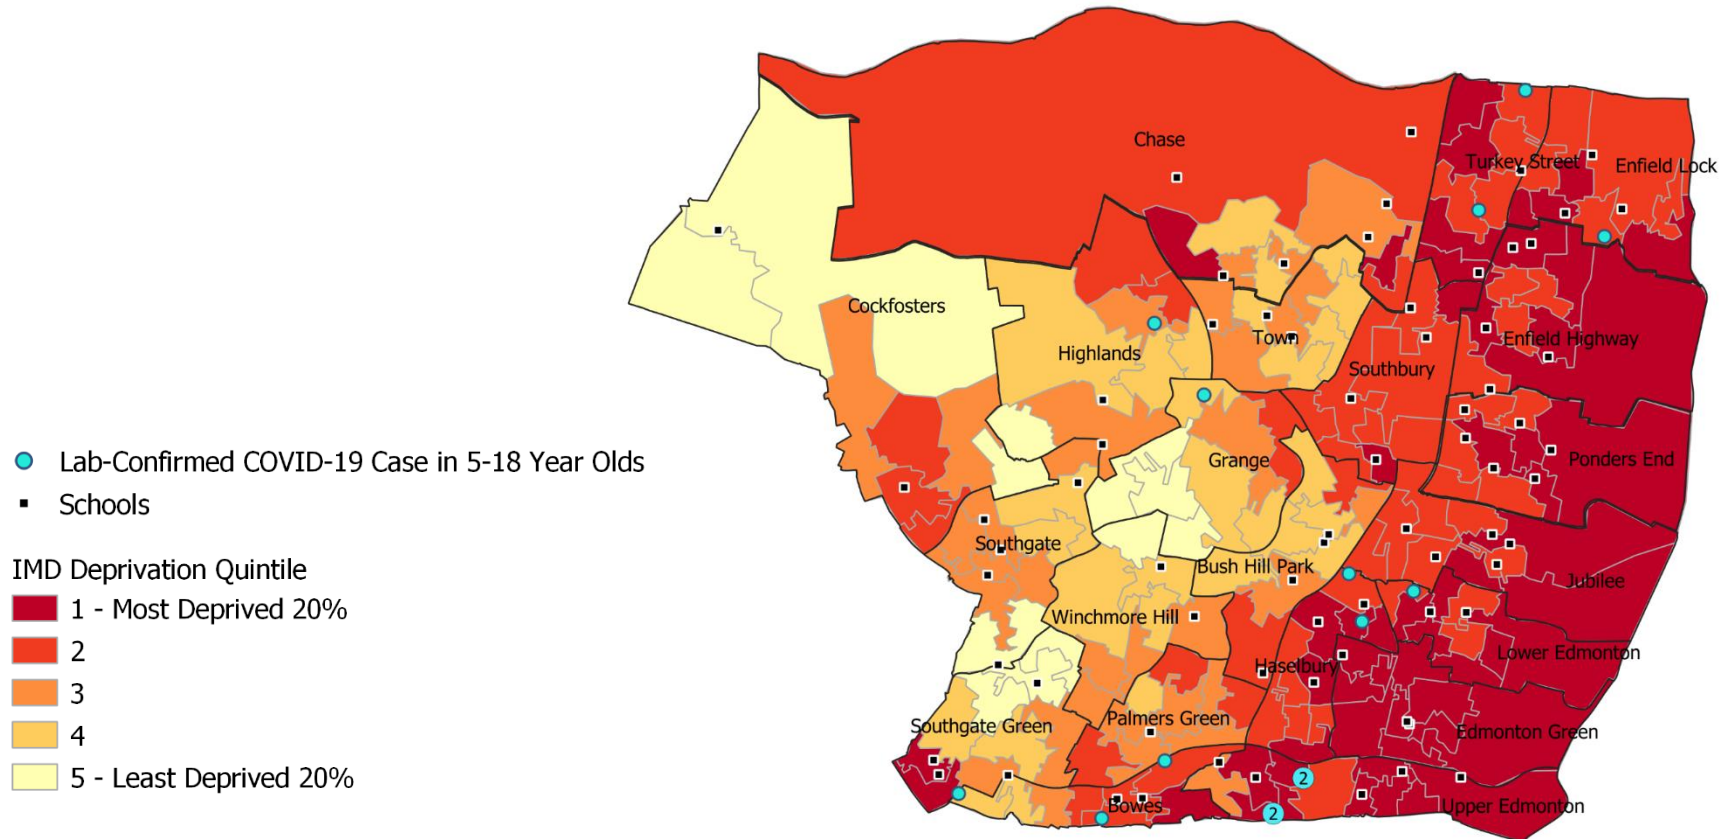 Chase
Turkey Street
Enfield Lock
Cockfosters
Highlands
Town
Enfield Highway
Southbury
Lab-Confirmed COVID-19 Case in 5-18 Year Olds
Grange
Ponders End
Schools
Southgate
IMD Deprivation Quintile
Bush Hill Park
Jubilee
1 - Most Deprived 20%
Winchmore Hill
2
Lower Edmonton
Haselbury
3
Palmers Green
Southgate Green
Edmonton Green
4
5 - Least Deprived 20%
2
Bowes
Upper Edmonton
2